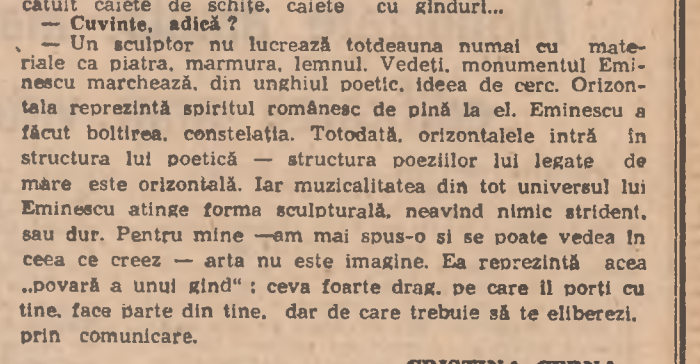 cătuit caiete de schițe, caiete cu gînduri...
— Cuvinte, adică ?
— Un sculptor nu lucrează totdeauna numai cu mate-
riale ca piatra, marmura, lemnul. Vedeți, monumentul Emi-
nescu marchează, din unghiul poetic, ideea de cerc. Orizon-
tala reprezintă spiritul românesc de pînă la el. Eminescu a
făcut boltirea, constelația. Totodată, orizontalele intră în
structura lui poetică — structura poeziilor lui legate de
mare este orizontală. Iar muzicalitatea din tot universul lui
Eminescu atinge forma sculpturală, neavînd nimic strident,
sau dur. Pentru mine —am mai spus-o și se poate vedea în
ceea ce creez — arta nu este imagine. Ea reprezintă acea
„povară a unui gînd“ : ceva foarte drag, pe care îl porți cu
tine, face parte din tine, dar de care trebuie să te eliberezi,
prin comunicare.